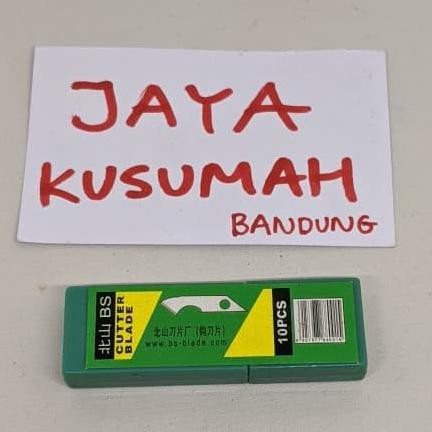 JAYA
KUSUMAH
BANDUNG
北山 BS
CUTTER
BLADE
北山刀片厂 (钩刀片)
www.bs-blade.com
10PCS